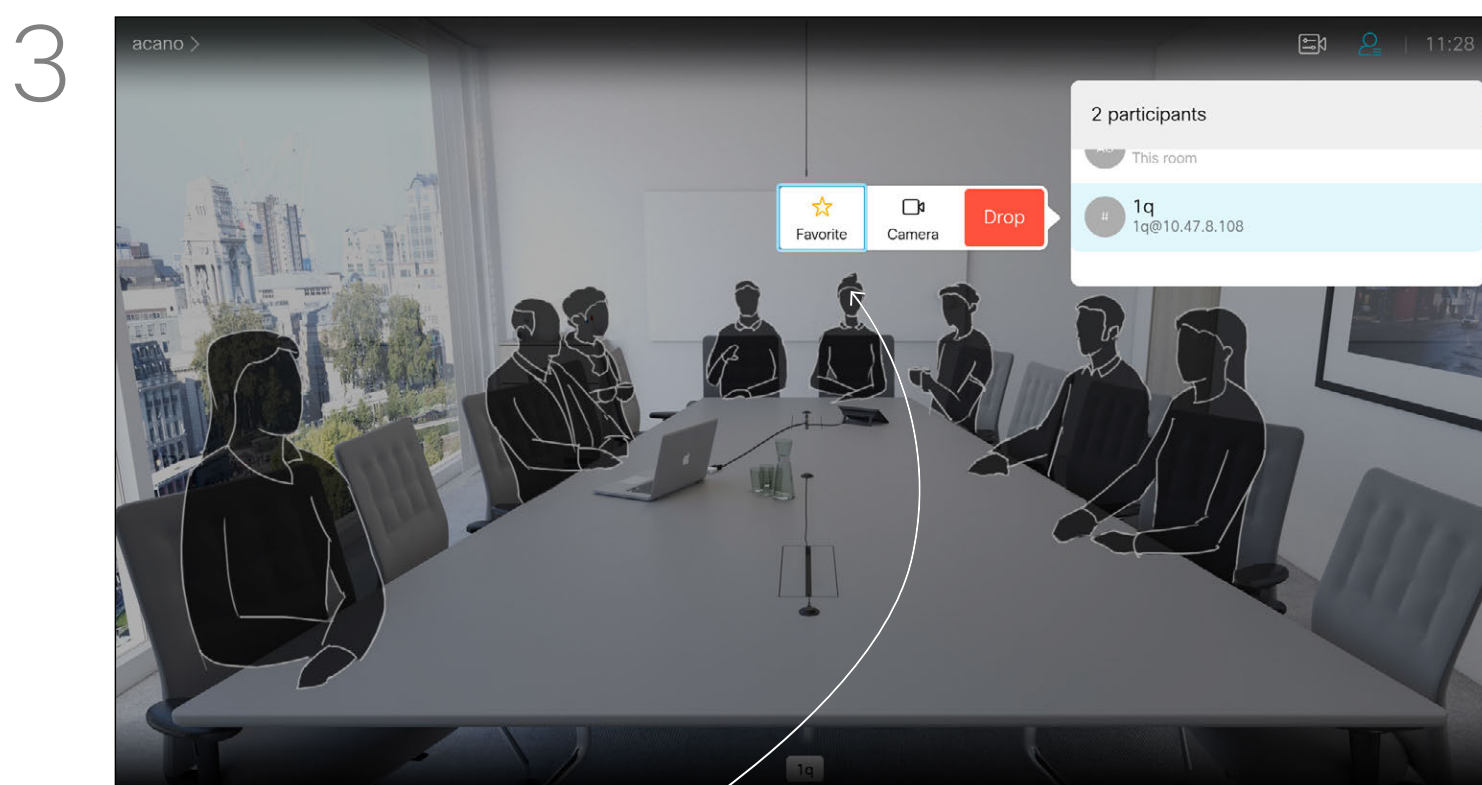 3
acano >
11:28
2 participants
This room
1q
1q@10.47.8.108
#
Favorite
Camera
Drop
1q